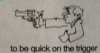 to be quick on the trigger